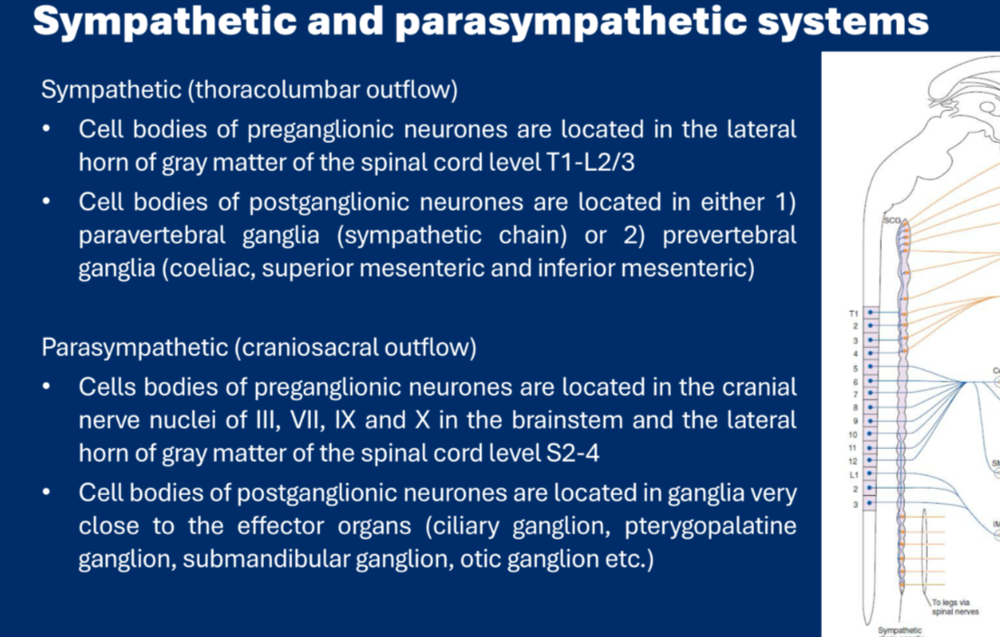 Sympathetic and parasympathetic systems
Sympathetic (thoracolumbar outflow)
• Cell bodies of preganglionic neurones are located in the lateral
horn of gray matter of the spinal cord level T1-L2/3
• Cell bodies of postganglionic neurones are located in either 1)
paravertebral ganglia (sympathetic chain) or 2) prevertebral
ganglia (coeliac, superior mesenteric and inferior mesenteric)
Parasympathetic (craniosacral outflow)
• Cells bodies of preganglionic neurones are located in the cranial
nerve nuclei of III, VII, IX and X in the brainstem and the lateral
horn of gray matter of the spinal cord level S2-4
• Cell bodies of postganglionic neurones are located in ganglia very
close to the effector organs (ciliary ganglion, pterygopalatine
ganglion, submandibular ganglion, otic ganglion etc.)
SCG
T1
2
3
4
5
6
7
8
9
10
11
12
L1
2
3
To legs via
spinal nerves
Sympathetic